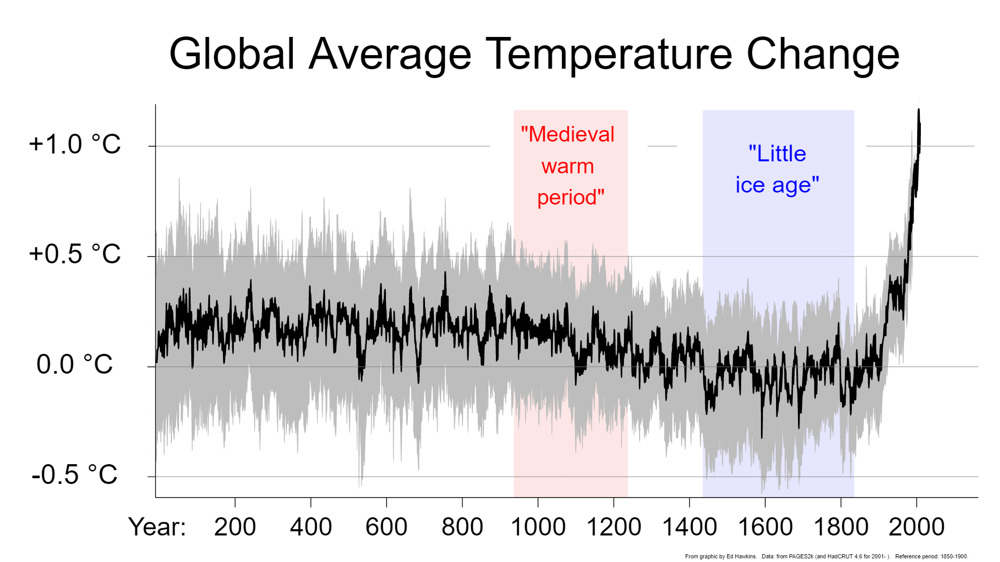 Global Average Temperature Change
+1.0 °C
+0.5 °C
0.0 °C
-0.5 °C
"Medieval
warm
period"
"Little
ice age"
Year: 200 400 600 800 1000 1200 1400 1600 1800 2000
From graphic by Ed Hawkins. Data: from PAGES2k (and HadCRUT 4.6 for 2001- ). Reference period: 1850-1900.